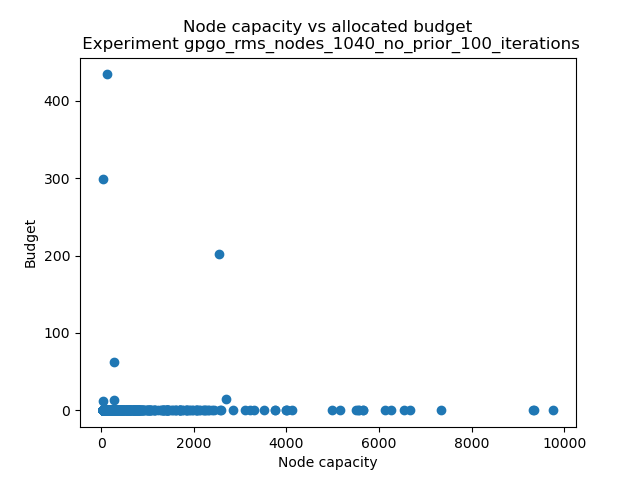 Node capacity vs allocated budget
Experiment gpgo_rms_nodes_1040_no_prior_100_iterations
400
300
200
100
0
Budget
0 2000 4000 6000 8000 10000
Node capacity